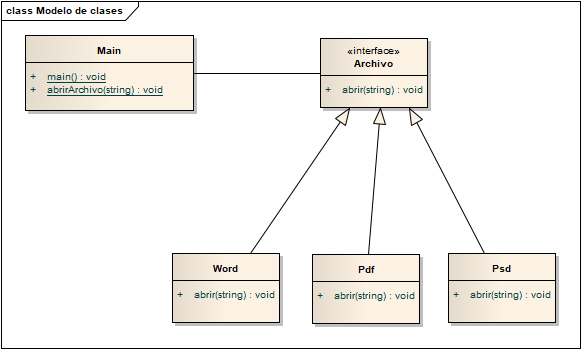 class Modelo de clases
Main
+ main() : void
+ abrirArchivo(string) : void
«interface»
Archivo
+ abrir(string) : void
Word
+ abrir(string) : void
Pdf
+ abrir(string) : void
Psd
+ abrir(string) : void